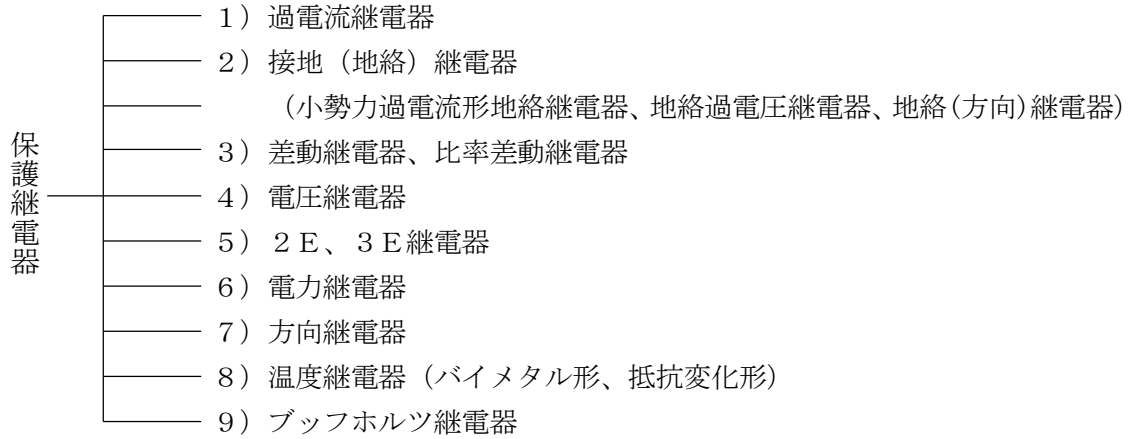 保護継電器
１）過電流継電器
２）接地（地絡）継電器
（小勢力過電流形地絡継電器、地絡過電圧継電器、地絡(方向)継電器）
３）差動継電器、比率差動継電器
４）電圧継電器
５）２Ｅ、３Ｅ継電器
６）電力継電器
７）方向継電器
８）温度継電器（バイメタル形、抵抗変化形）
９）ブッフホルツ継電器